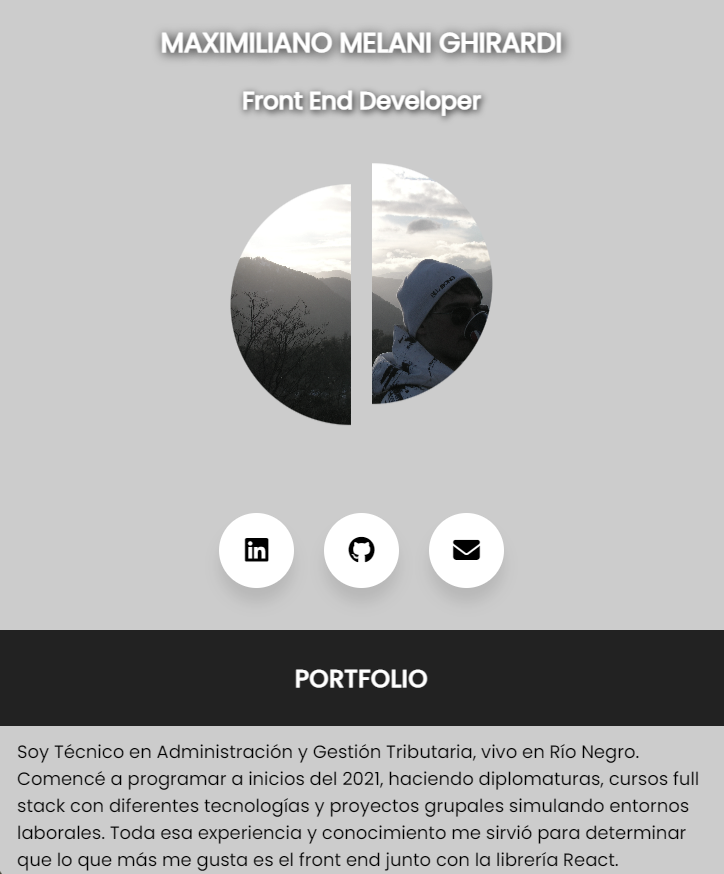 MAXIMILIANO MELANI GHIRARDI
Front End Developer
in
PORTFOLIO
Soy Técnico en Administración y Gestión Tributaria, vivo en Río Negro.
Comencé a programar a inicios del 2021, haciendo diplomaturas, cursos full
stack con diferentes tecnologías y proyectos grupales simulando entornos
laborales. Toda esa experiencia y conocimiento me sirvió para determinar
que lo que más me gusta es el front end junto con la librería React.